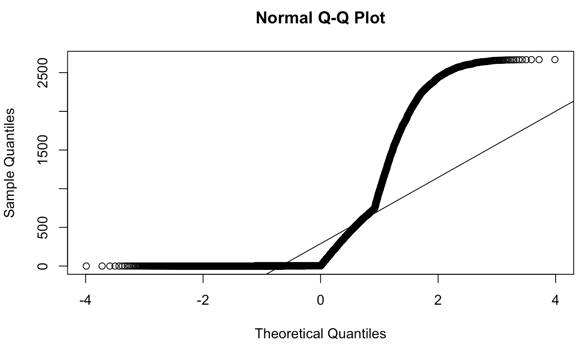 Normal Q-Q Plot
Sample Quantiles
2500
1500
500
0
-4 -2 0 2 4
Theoretical Quantiles